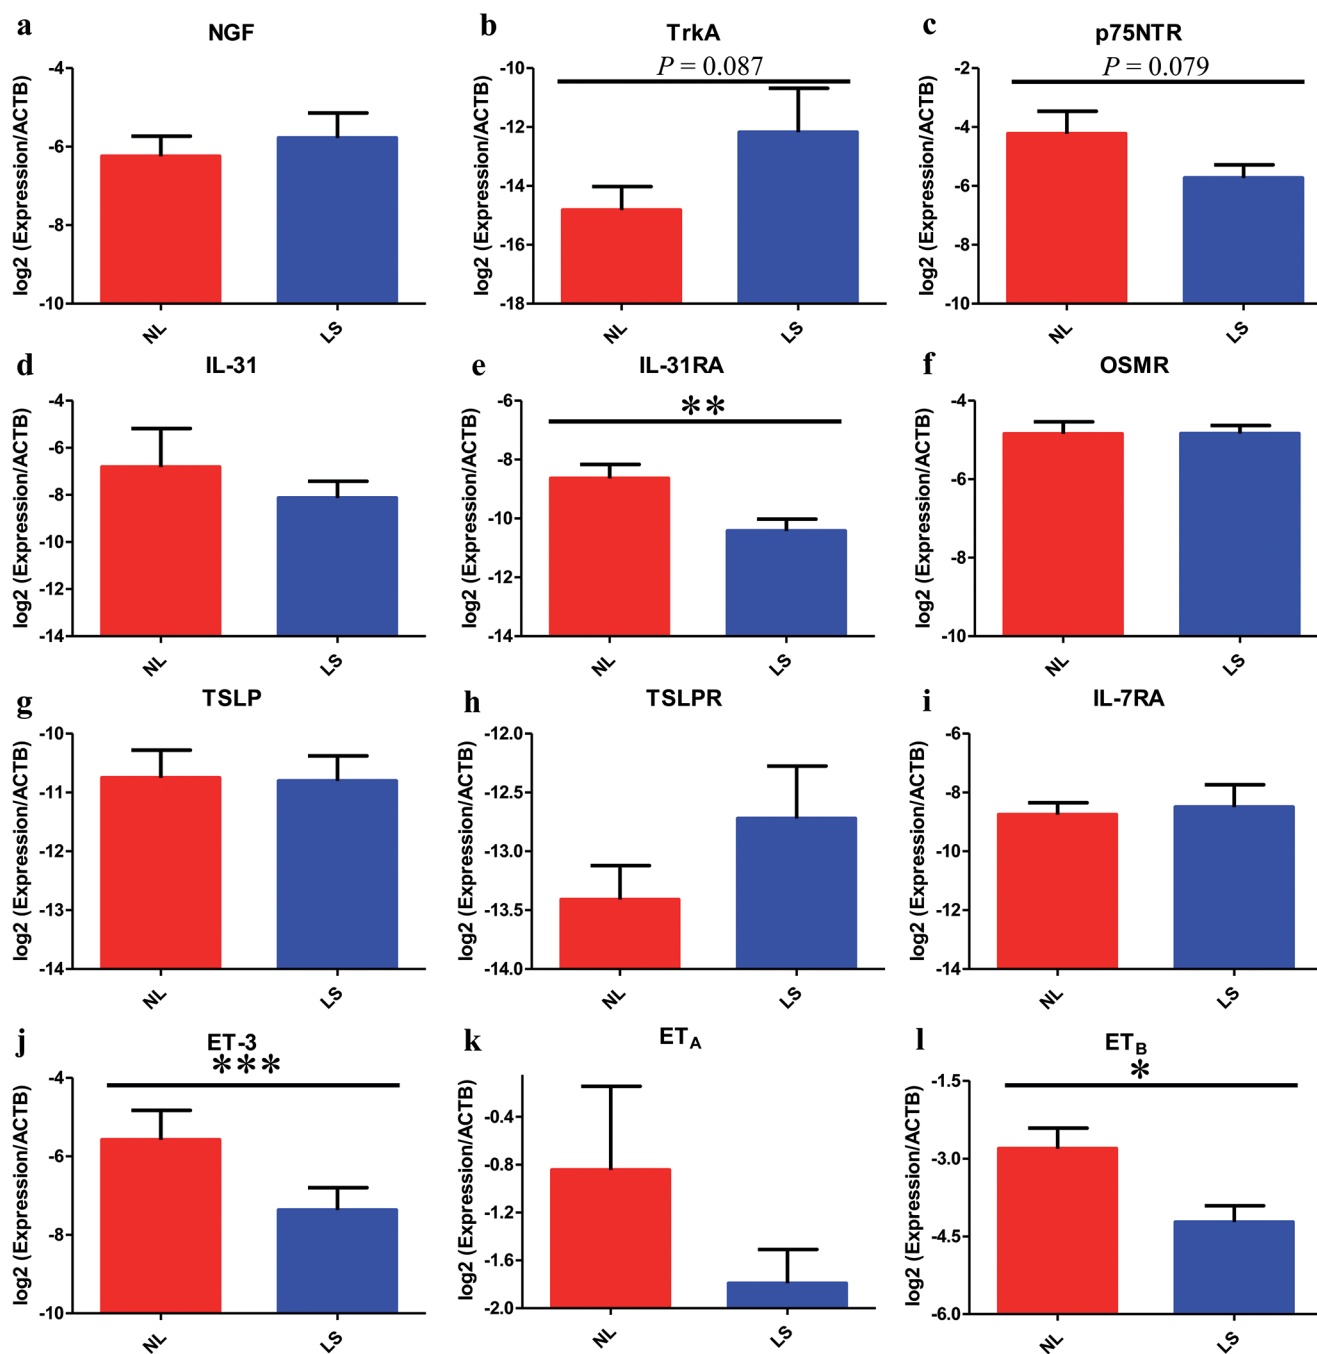 a
NGF
log2 (Expression/ACTB)
-4
-6
-8
-10
NL
LS
b
TrkA
P = 0.087
log2 (Expression/ACTB)
-10
-12
-14
-16
-18
NL
LS
c
p75NTR
P = 0.079
log2 (Expression/ACTB)
-2
-4
-6
-8
-10
NL
LS
d
IL-31
log2 (Expression/ACTB)
-4
-6
-8
-10
-12
-14
NL
LS
e
IL-31RA
**
log2 (Expression/ACTB)
-6
-8
-10
-12
-14
NL
LS
f
OSMR
log2 (Expression/ACTB)
-4
-6
-8
-10
NL
LS
g
TSLP
log2 (Expression/ACTB)
-10
-11
-12
-13
-14
NL
LS
h
TSLPR
log2 (Expression/ACTB)
-12.0
-12.5
-13.0
-13.5
-14.0
NL
LS
i
IL-7RA
log2 (Expression/ACTB)
-6
-8
-10
-12
-14
NL
LS
j
ET-3
***
log2 (Expression/ACTB)
-4
-6
-8
-10
NL
LS
k
ETA
log2 (Expression/ACTB)
-0.4
-0.8
-1.2
-1.6
-2.0
NL
LS
l
ETB
*
log2 (Expression/ACTB)
-1.5
-3.0
-4.5
-6.0
NL
LS